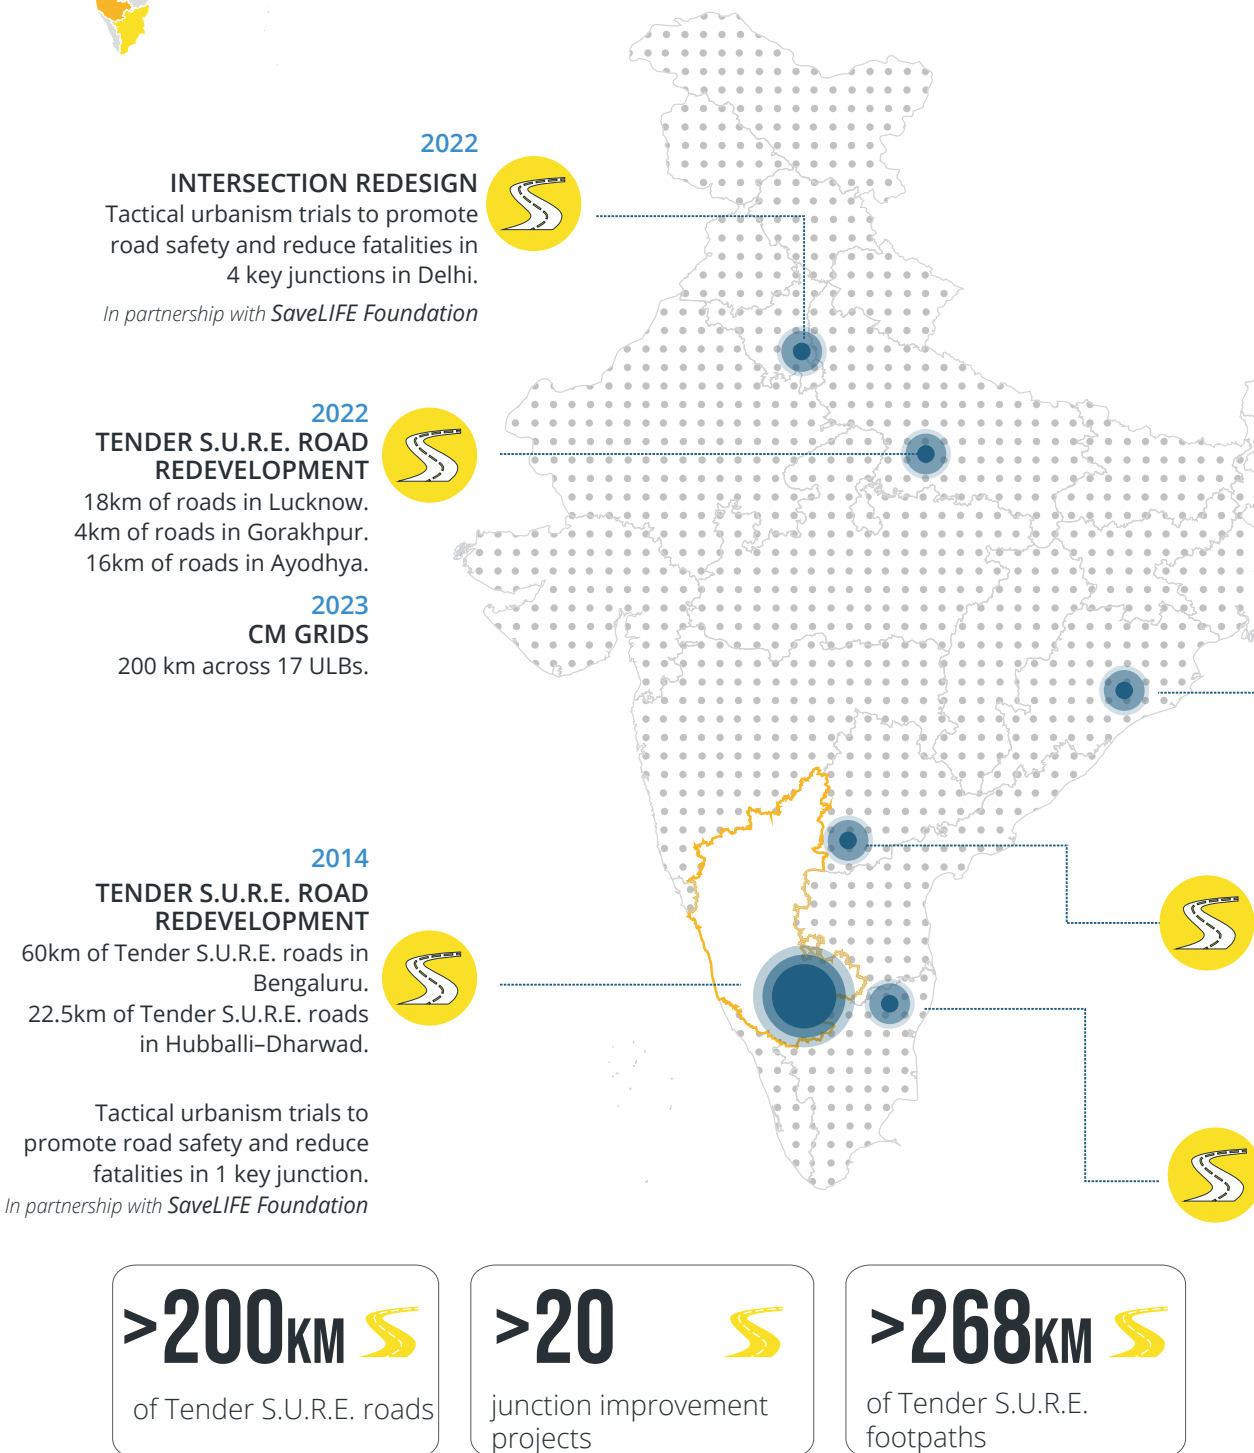 2022
INTERSECTION REDESIGN
Tactical urbanism trials to promote
road safety and reduce fatalities in
4 key junctions in Delhi.
In partnership with SaveLIFE Foundation
2022
TENDER S.U.R.E. ROAD
REDEVELOPMENT
18km of roads in Lucknow.
4km of roads in Gorakhpur.
16km of roads in Ayodhya.
2023
CM GRIDS
200 km across 17 ULBs.
2014
TENDER S.U.R.E. ROAD
REDEVELOPMENT
60km of Tender S.U.R.E. roads in
Bengaluru.
22.5km of Tender S.U.R.E. roads
in Hubballi–Dharwad.
Tactical urbanism trials to
promote road safety and reduce
fatalities in 1 key junction.
In partnership with SaveLIFE Foundation
>200KM
of Tender S.U.R.E. roads
>20
junction improvement
projects
>268KM
of Tender S.U.R.E.
footpaths